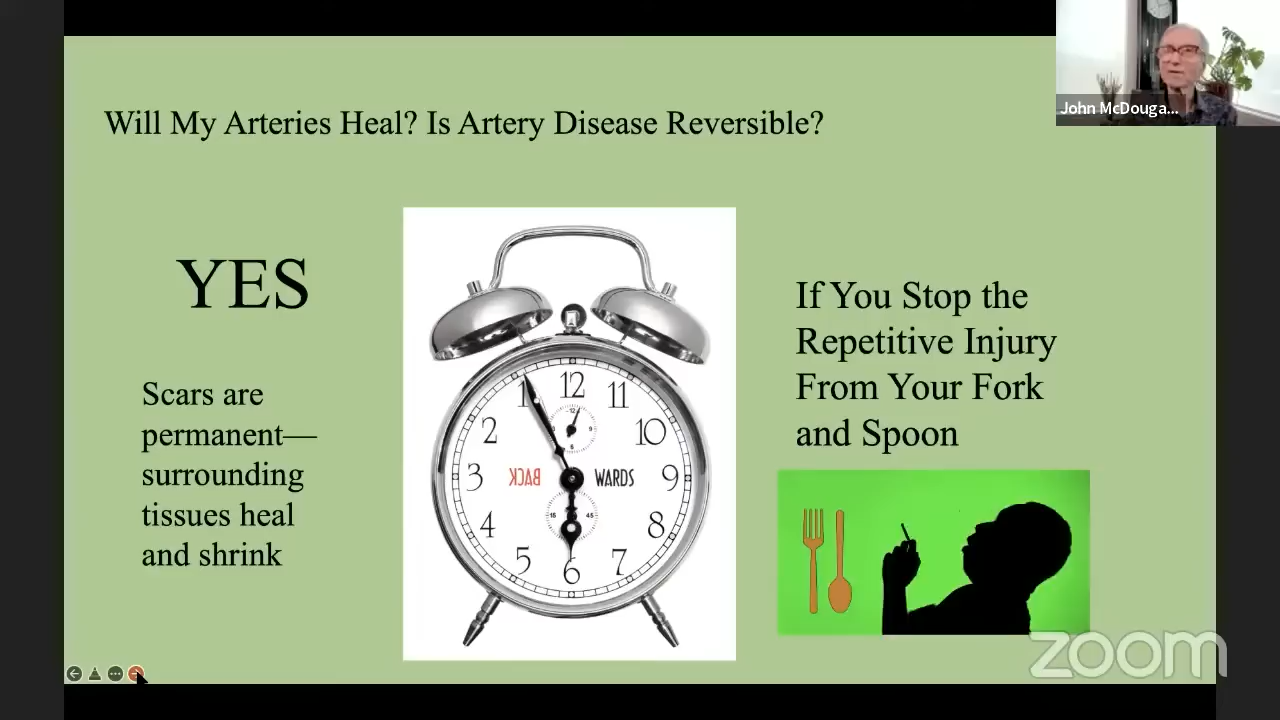 John McDouga...
Will My Arteries Heal? Is Artery Disease Reversible?
YES
Scars are
permanent—
surrounding
tissues heal
and shrink
12
1
11
2
10
3
BACK
WARDS
9
4
15
45
8
5
6
7
If You Stop the
Repetitive Injury
From Your Fork
and Spoon
zoom